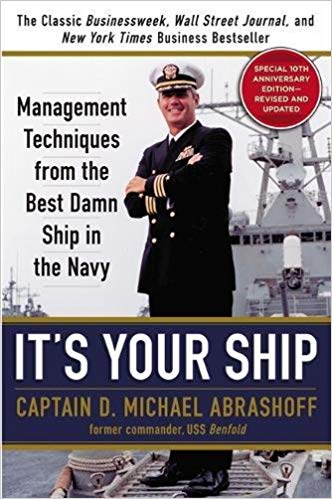 The Classic Businessweek, Wall Street Journal, and
New York Times Business Bestseller
SPECIAL 10TH
ANNIVERSARY
EDITION—
REVISED AND
UPDATED
Management
Techniques
from the
Best Damn
Ship in
the Navy
IT'S YOUR SHIP
CAPTAIN D. MICHAEL ABRASHOFF
former commander, USS Benfold